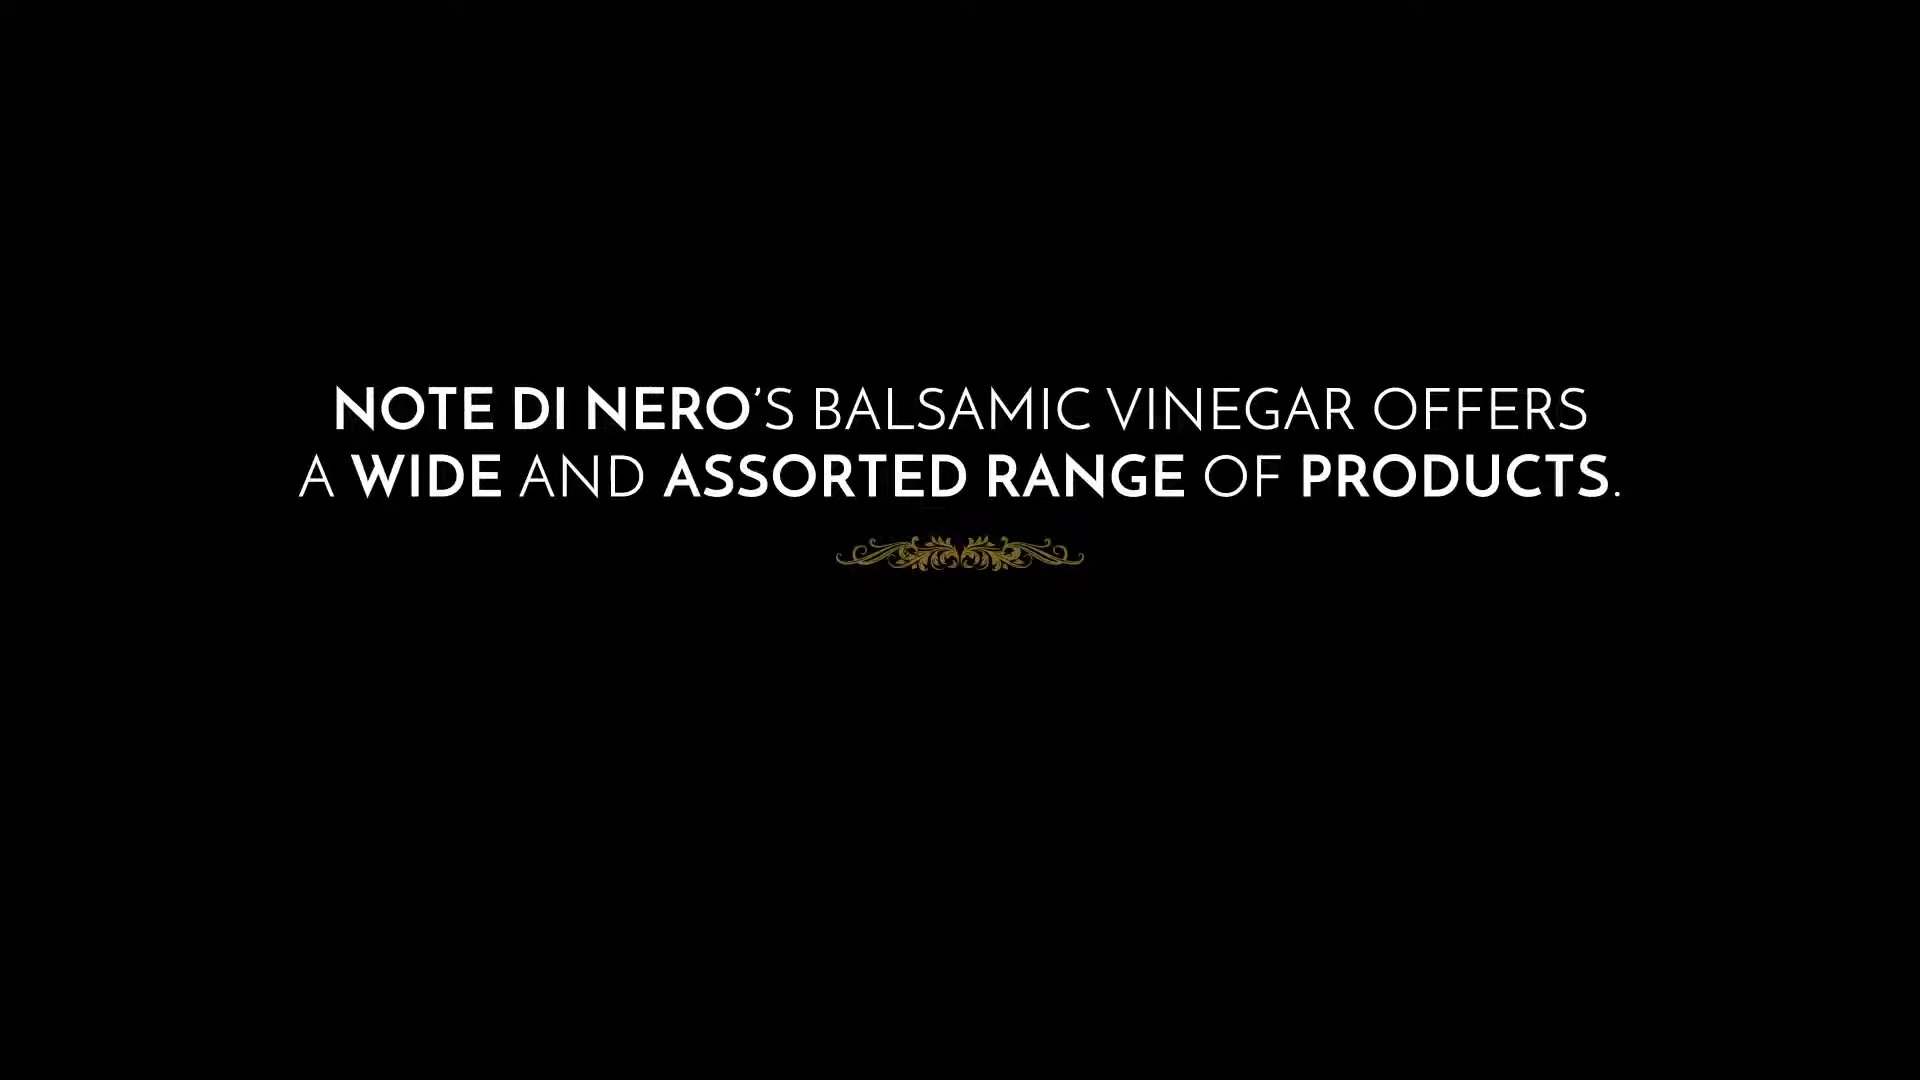 NOTE DI NERO’S BALSAMIC VINEGAR OFFERS
A WIDE AND ASSORTED RANGE OF PRODUCTS.